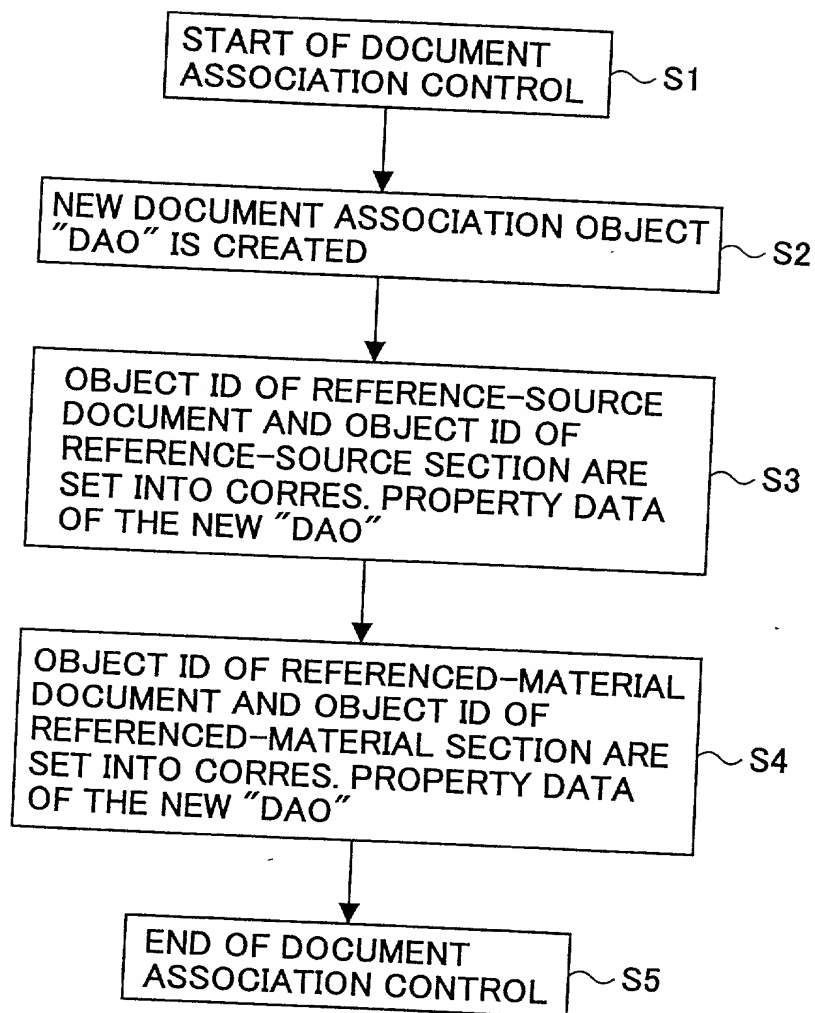 START OF DOCUMENT
ASSOCIATION CONTROL
S1
NEW DOCUMENT ASSOCIATION OBJECT
"DAO" IS CREATED
S2
OBJECT ID OF REFERENCE-SOURCE
DOCUMENT AND OBJECT ID OF
REFERENCE-SOURCE SECTION ARE
SET INTO CORRES. PROPERTY DATA
OF THE NEW "DAO"
S3
OBJECT ID OF REFERENCED-MATERIAL
DOCUMENT AND OBJECT ID OF
REFERENCED-MATERIAL SECTION ARE
SET INTO CORRES. PROPERTY DATA
OF THE NEW "DAO"
S4
END OF DOCUMENT
ASSOCIATION CONTROL
S5